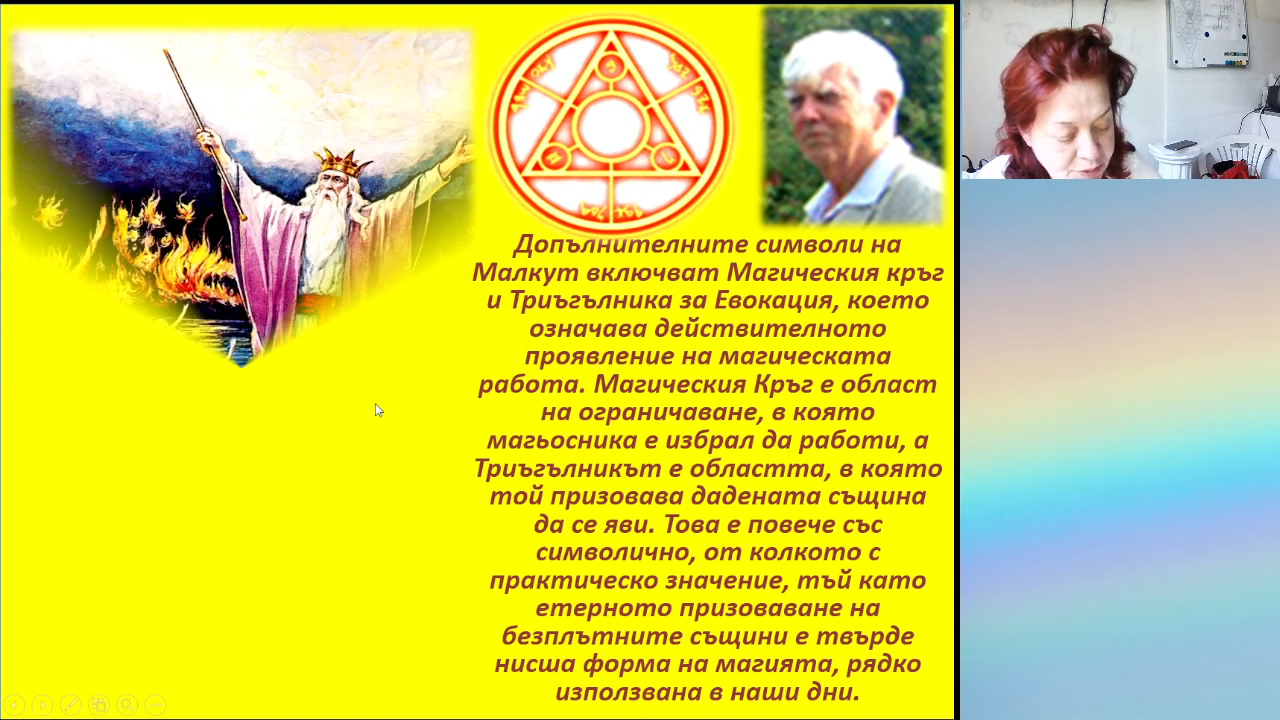 Допълнителните символи на
Малкут включват Магическия кръг
и Триъгълника за Евокация, което
означава действителното
проявление на магическата
работа. Магическия Кръг е област
на ограничаване, в която
магьосника е избрал да работи, а
Триъгълникът е областта, в която
той призовава дадената същина
да се яви. Това е повече със
символично, от колкото с
практическо значение, тъй като
етерното призоваване на
безплътните същини е твърде
нисша форма на магията, рядко
използвана в наши дни.